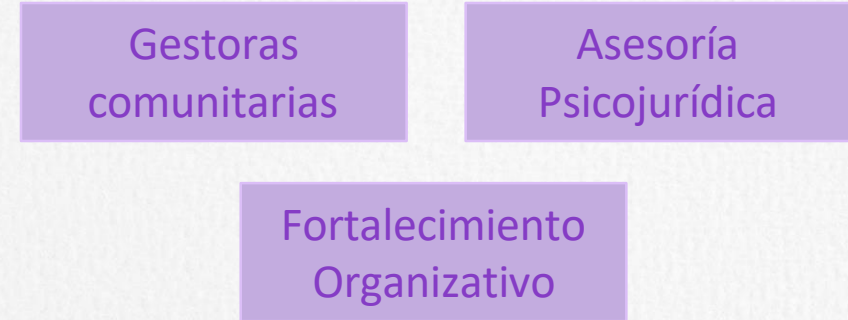 Gestoras
comunitarias
Asesoría
Psicojurídica
Fortalecimiento
Organizativo